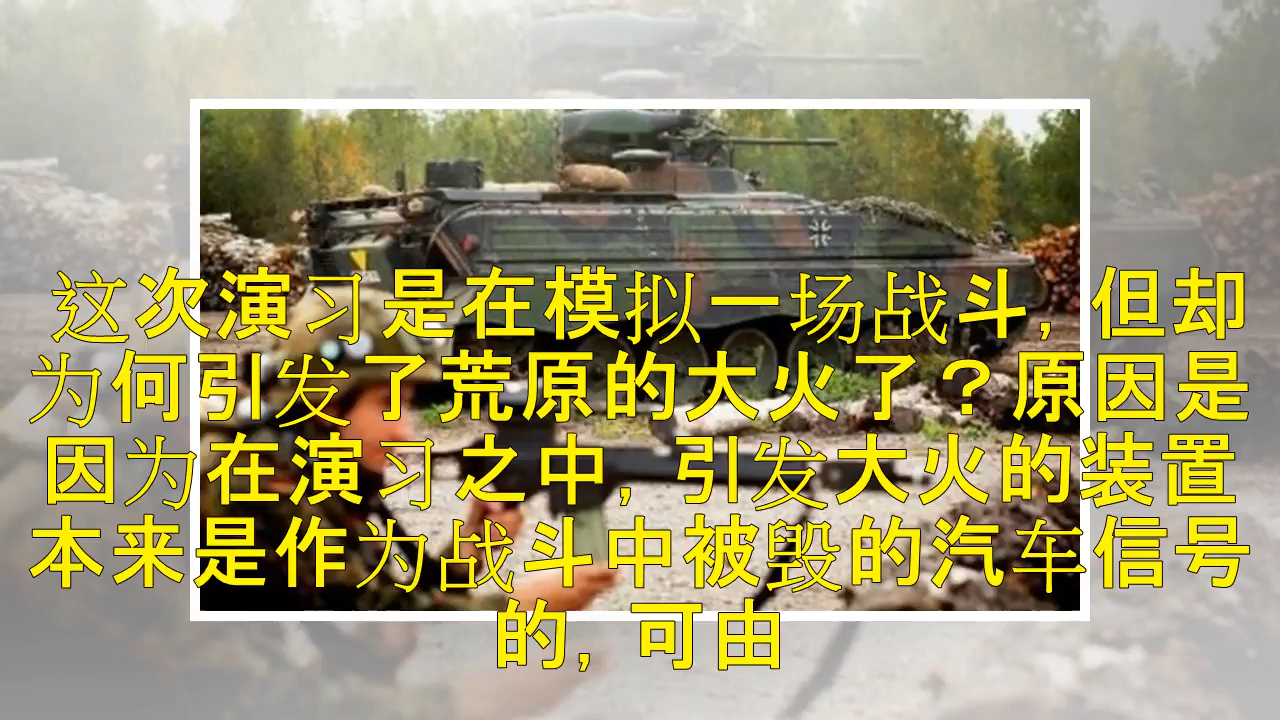 这次演习是在模拟一场战斗, 但却
为何引发了荒原的大火了？原因是
因为在演习之中, 引发大火的装置
本来是作为战斗中被毁的汽车信号
的, 可由